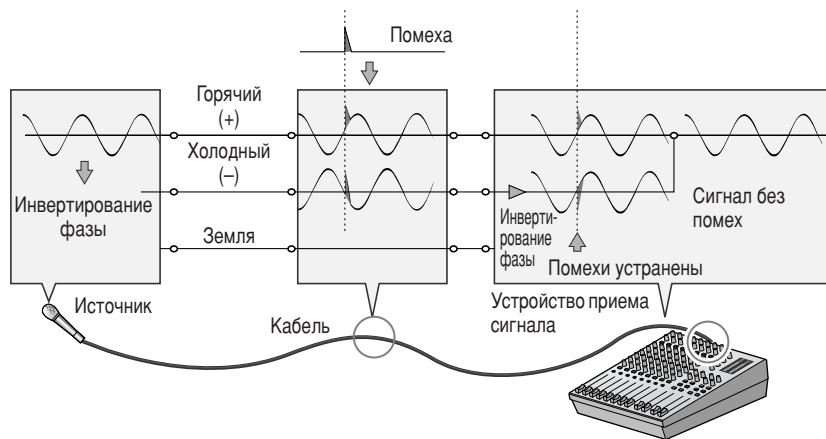 Помеха
Горячий
(+)
Холодный
(–)
Инвертирование
фазы
Земля
Инверти-
рование
фазы
Сигнал без
помех
Помехи устранены
Источник
Кабель
Устройство приема
сигнала